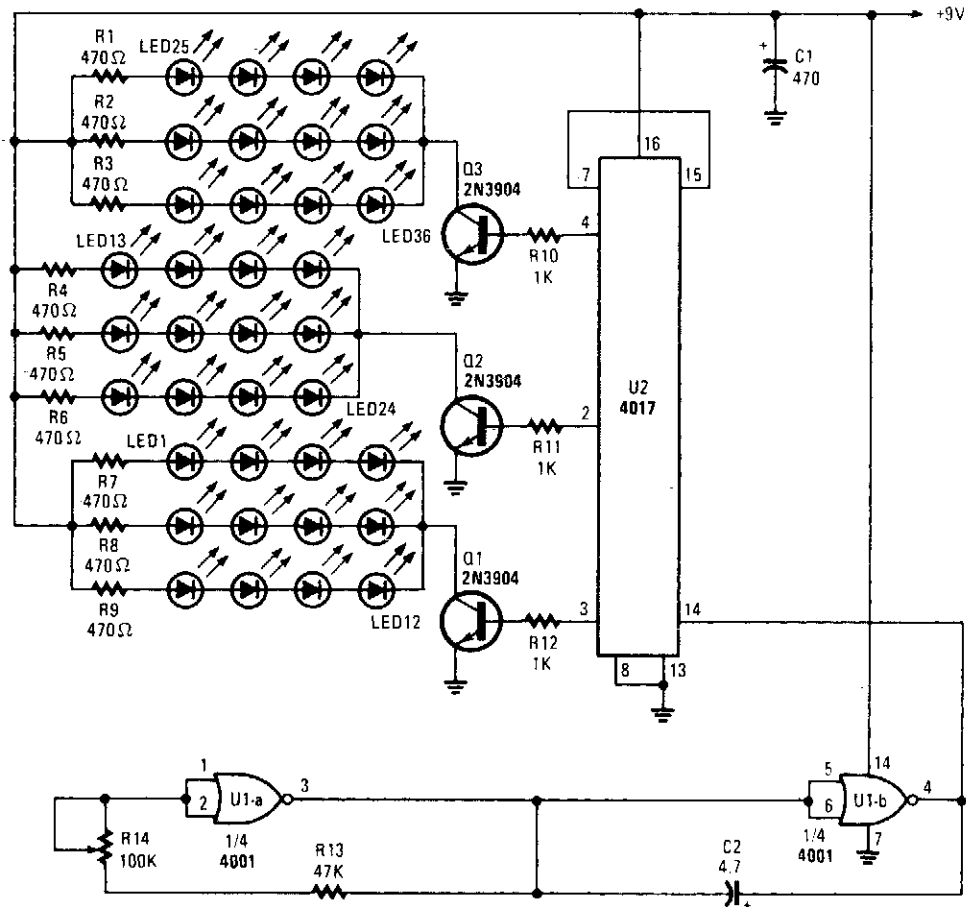 +9V
R1
470Ω
LED25
C1
470
+
R2
470Ω
R3
470Ω
16
7
15
Q3
2N3904
4
LED36
R10
1K
LED13
R4
470Ω
R5
470Ω
R6
470Ω
Q2
2N3904
2
U2
4017
LED24
R11
1K
LED1
R7
470Ω
R8
470Ω
R9
470Ω
Q1
2N3904
3
14
LED12
R12
1K
8
13
1
2
U1-a
3
1/4
4001
R14
100K
R13
47K
5
6
U1-b
14
4
7
1/4
4001
C2
4.7
+